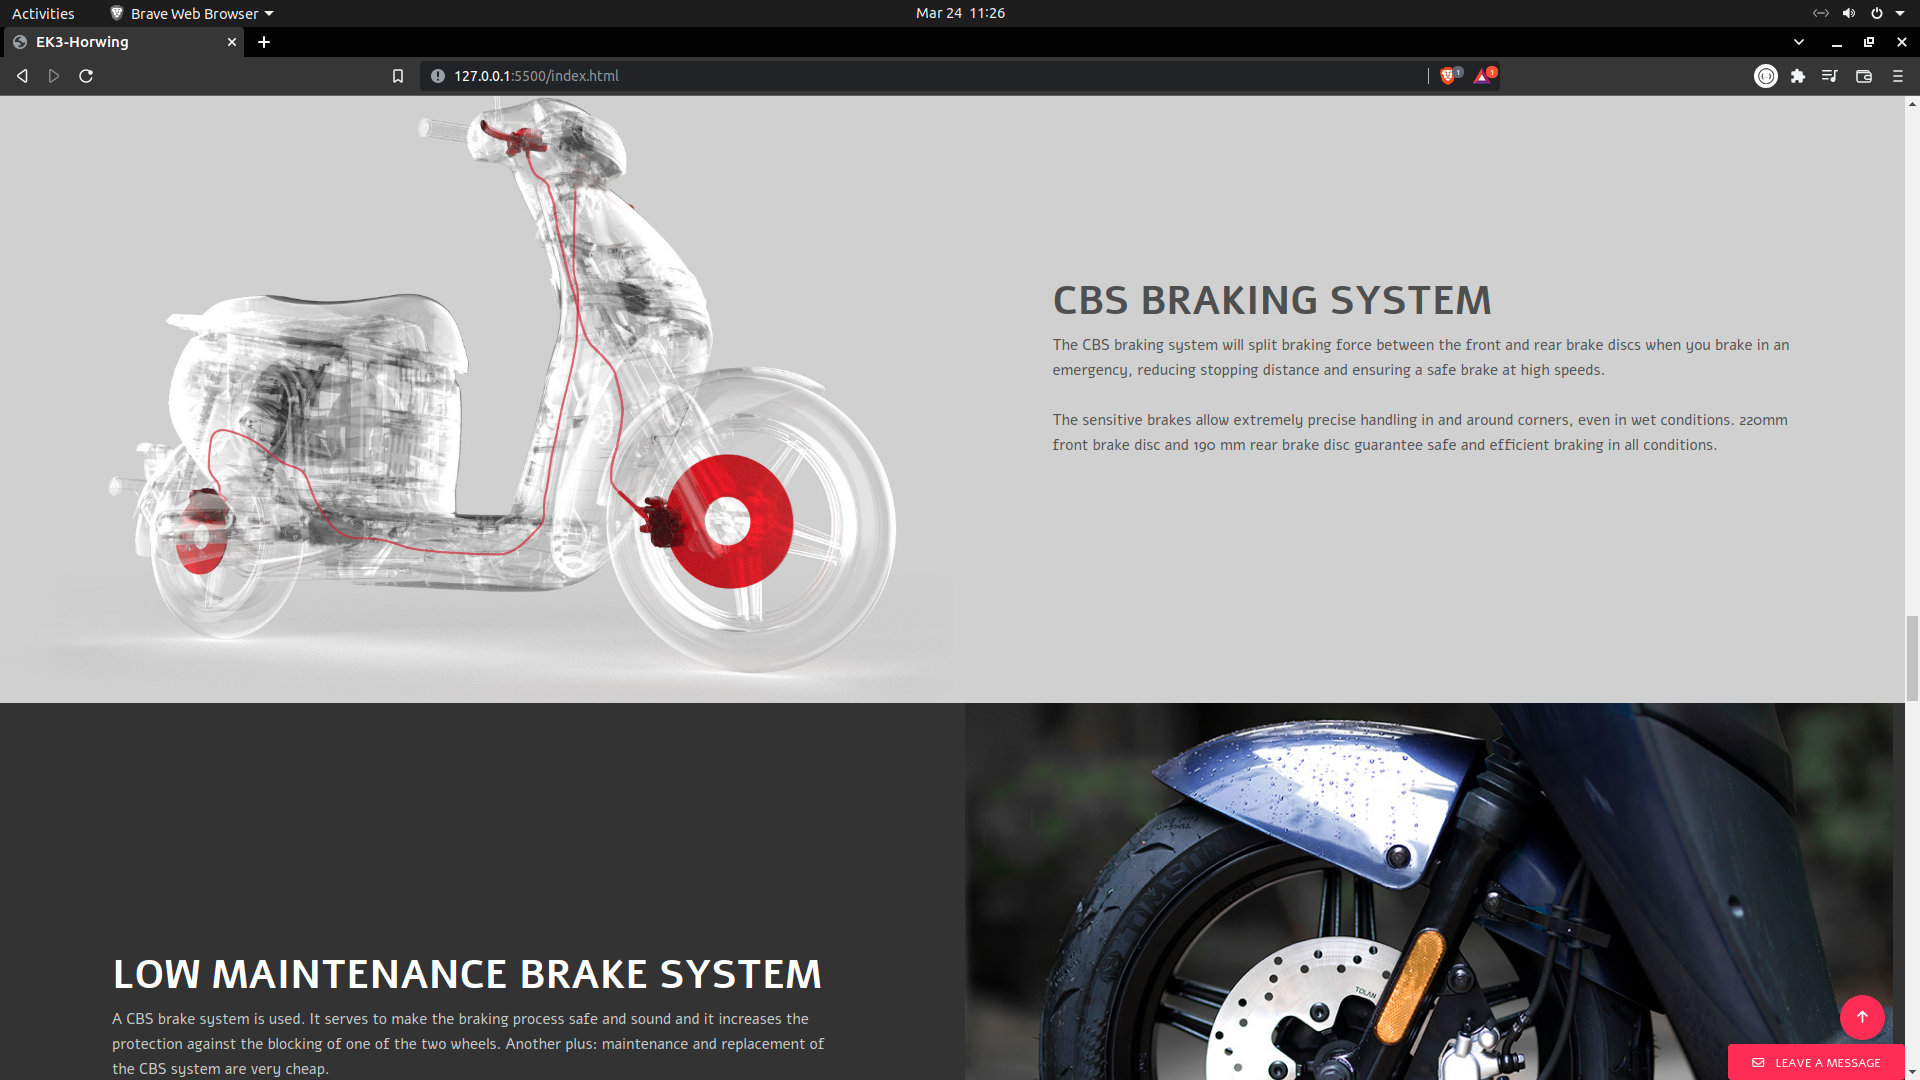 Activities
Brave Web Browser
Mar 24 11:26
EK3-Horwing
127.0.0.1:5500/index.html
1
1
CBS BRAKING SYSTEM
The CBS braking system will split braking force between the front and rear brake discs when you brake in an
emergency, reducing stopping distance and ensuring a safe brake at high speeds.
The sensitive brakes allow extremely precise handling in and around corners, even in wet conditions. 220mm
front brake disc and 190 mm rear brake disc guarantee safe and efficient braking in all conditions.
TIMSUN
TOLAN
LOW MAINTENANCE BRAKE SYSTEM
A CBS brake system is used. It serves to make the braking process safe and sound and it increases the
protection against the blocking of one of the two wheels. Another plus: maintenance and replacement of
the CBS system are very cheap.
LEAVE A MESSAGE